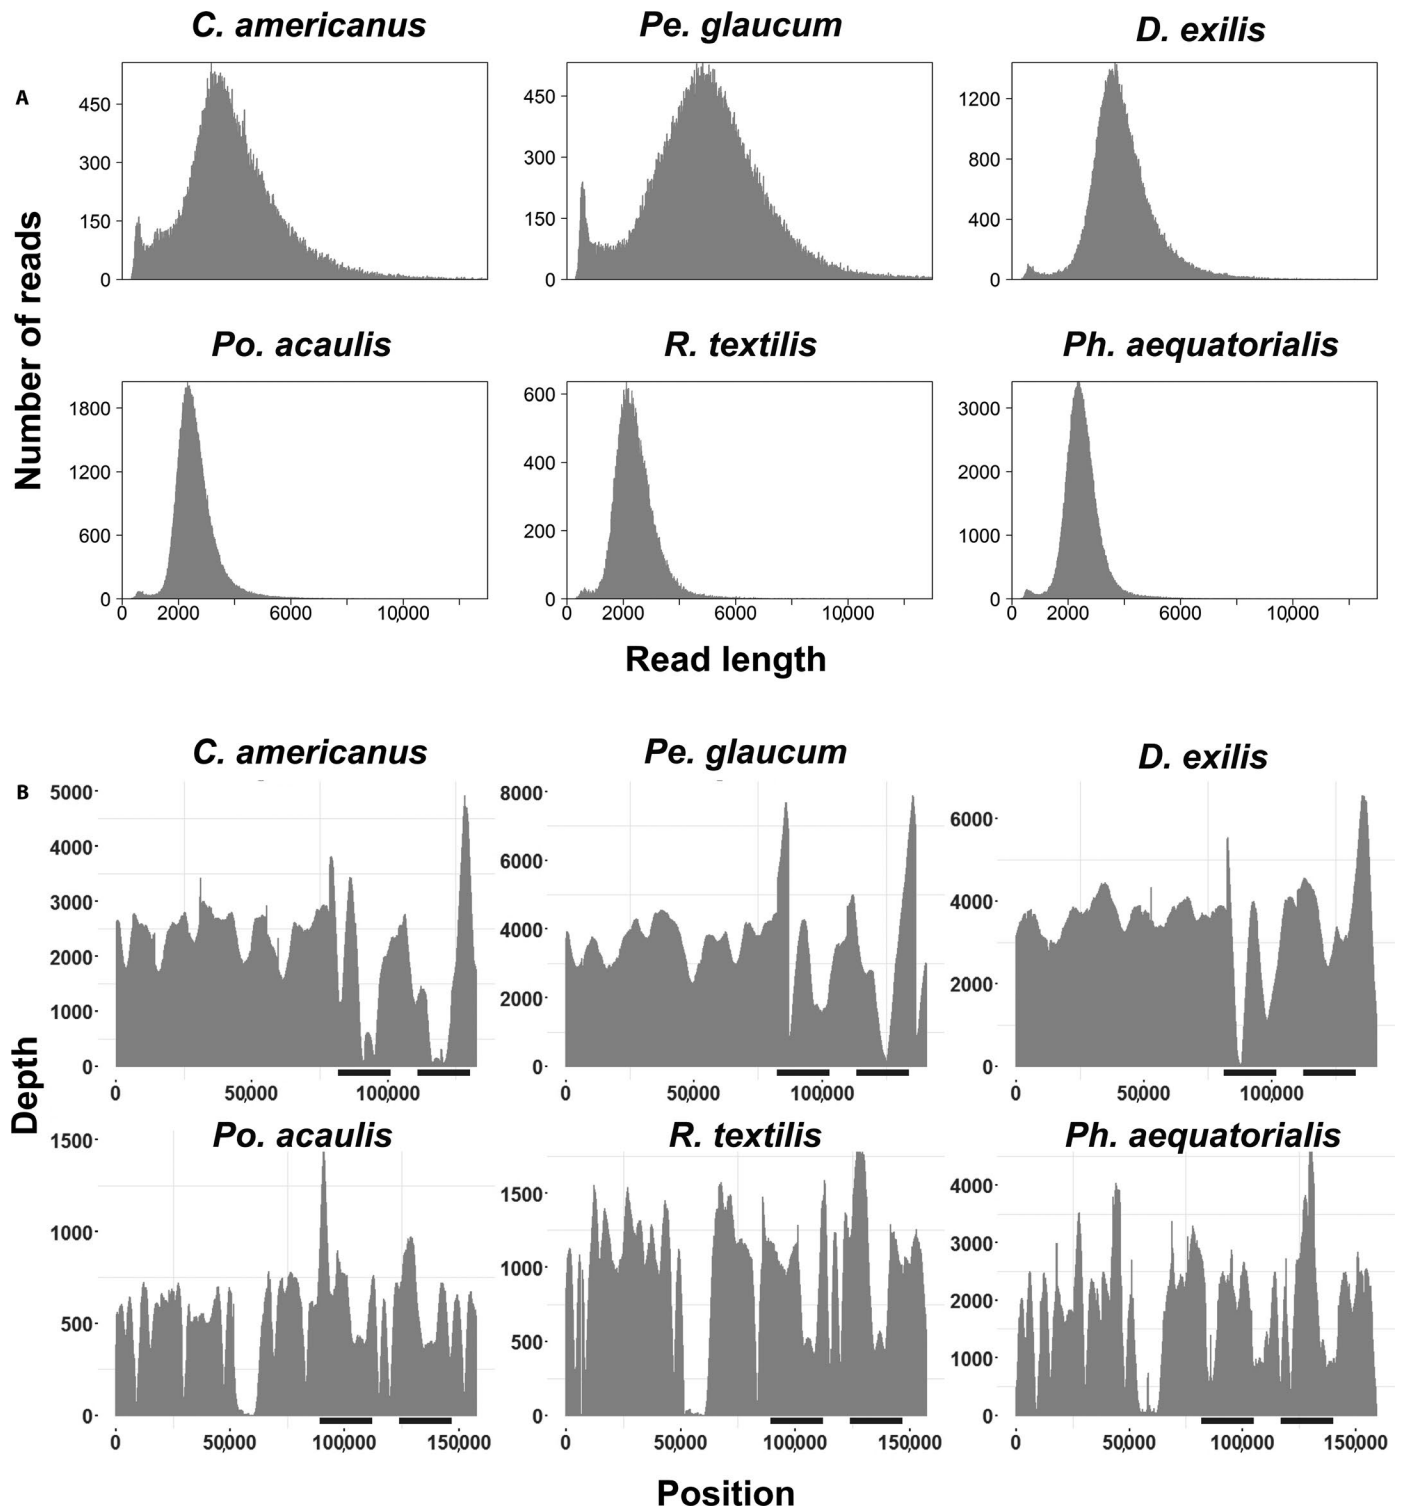 C. americanus
Pe. glaucum
D. exilis
A
Number of reads
450
300
150
0
450
300
150
0
1200
800
400
0
Po. acaulis
R. textilis
Ph. aequatorialis
1800
1200
600
0
0 2000 6000 10,000
600
400
200
0
0 2000 6000 10,000
3000
2000
1000
0
0 2000 6000 10,000
Read length
C. americanus
Pe. glaucum
D. exilis
B
Depth
5000
4000
3000
2000
1000
0
0 50,000 100,000
8000
6000
4000
2000
0
0 50,000 100,000
6000
4000
2000
0
0 50,000 100,000
Po. acaulis
R. textilis
Ph. aequatorialis
1500
1000
500
0
0 50,000 100,000 150,000
1500
1000
500
0
0 50,000 100,000 150,000
4000
3000
2000
1000
0
0 50,000 100,000 150,000
Position